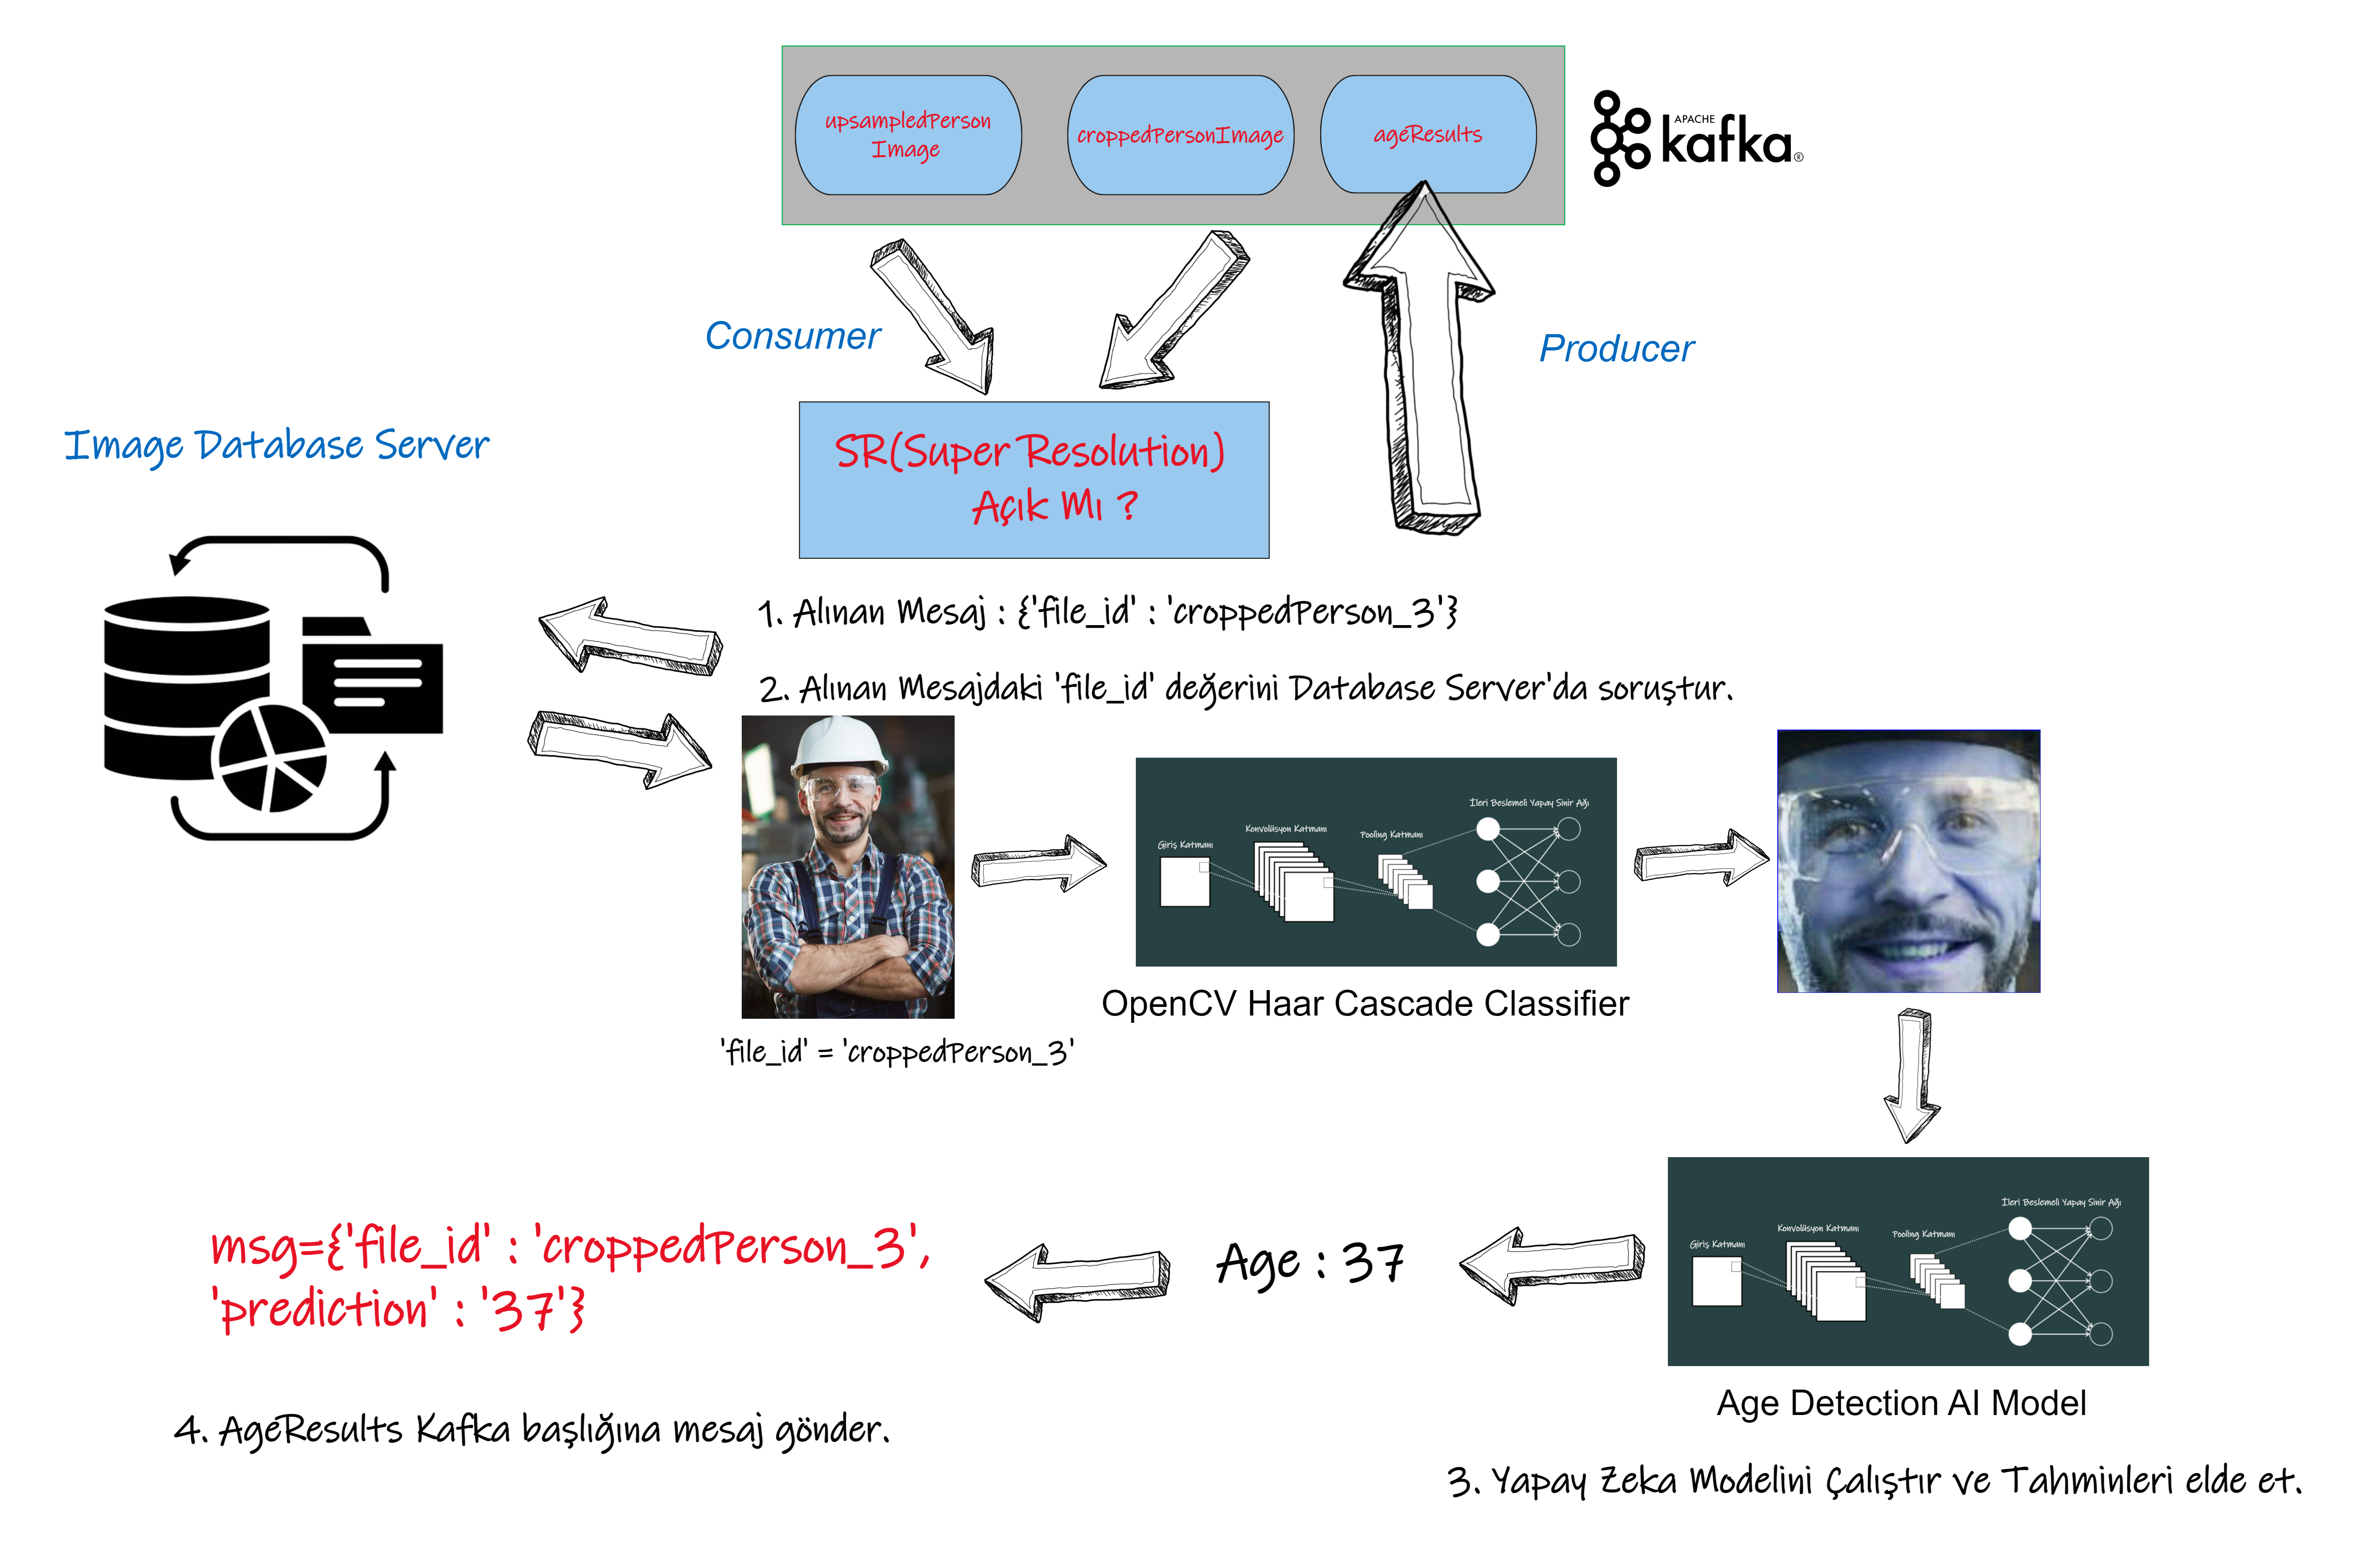 upsampledPerson
Image
croppedPersonImage
ageResults
APACHE
kafka®
Consumer
Producer
Image Database Server
SR(Super Resolution)
Açık Mı ?
1. Alınan Mesaj : {'file_id' : 'croppedPerson_3'}
2. Alınan Mesajdaki 'file_id' değerini Database Server'da soruştur.
İleri Beslemeli Yapay Sinir Ağı
Konvolüsyon Katmanı
Pooling Katmanı
Giriş Katmanı
OpenCV Haar Cascade Classifier
'file_id' = 'croppedPerson_3'
İleri Beslemeli Yapay Sinir Ağı
Konvolüsyon Katmanı
Pooling Katmanı
Giriş Katmanı
Age Detection AI Model
3. Yapay Zeka Modelini Çalıştır ve Tahminleri elde et.
Age : 37
msg={'file_id' : 'croppedPerson_3',
'prediction' : '37'}
4. AgeResults Kafka başlığına mesaj gönder.